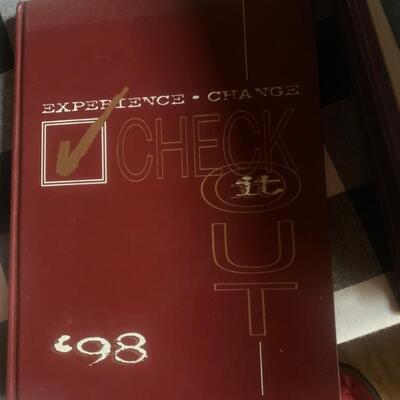 EXPERIENCE • CHANGE
CHECK
it
OUT
'98